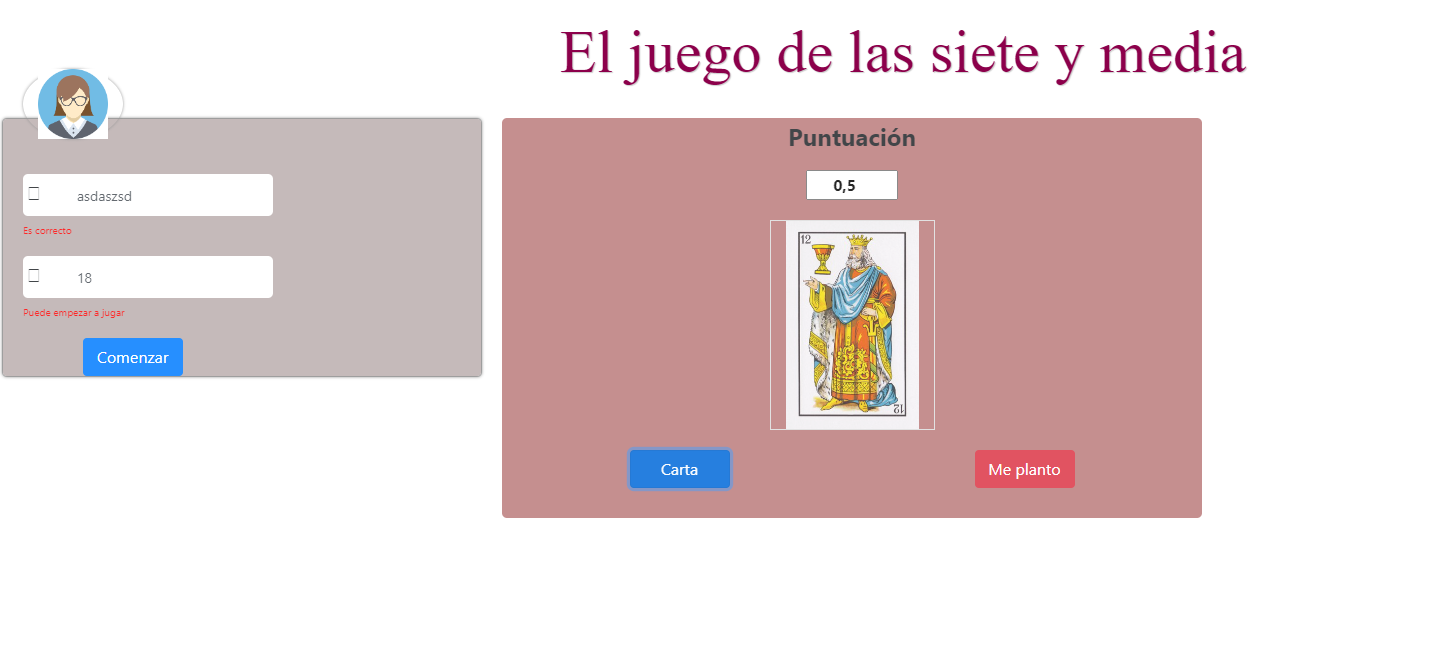 El juego de las siete y media
asdaszsd
Es correcto
18
Puede empezar a jugar
Comenzar
Puntuación
0,5
12
12
Carta
Me planto